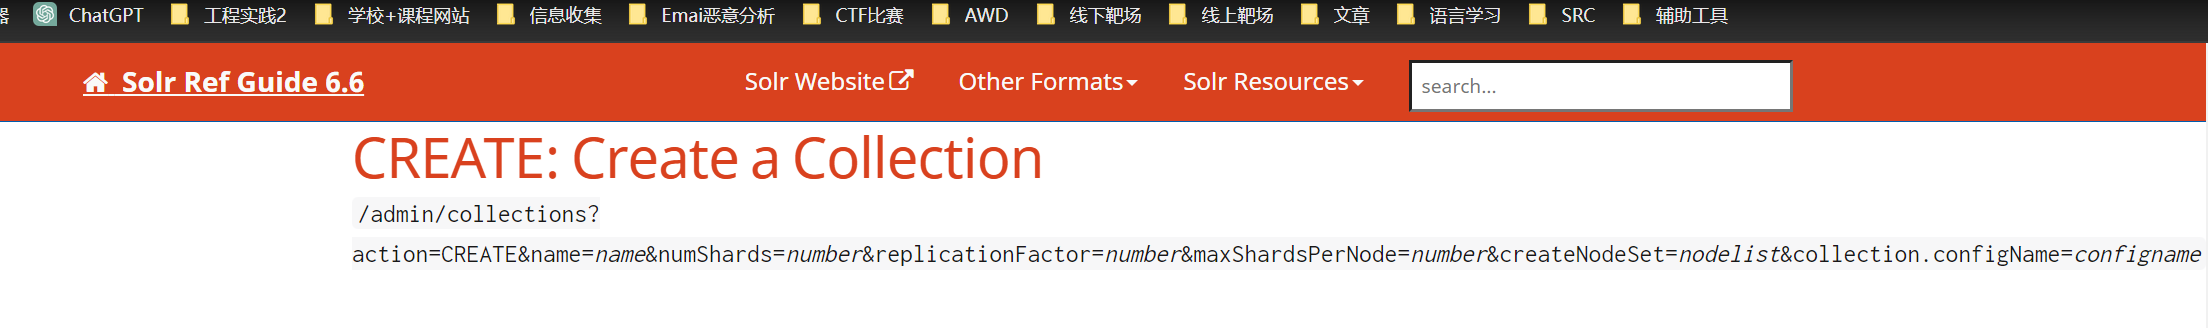 器 ChatGPT 工程实践2 学校+课程网站 信息收集 Emai恶意分析 CTF比赛 AWD 线下靶场 线上靶场 文章 语言学习 SRC 辅助工具
Solr Ref Guide 6.6 Solr Website Other Formats Solr Resources search...
CREATE: Create a Collection
/admin/collections?
action=CREATE&name=name&numShards=number&replicationFactor=number&maxShardsPerNode=number&createNodeSet=nodelist&collection.configName=configname